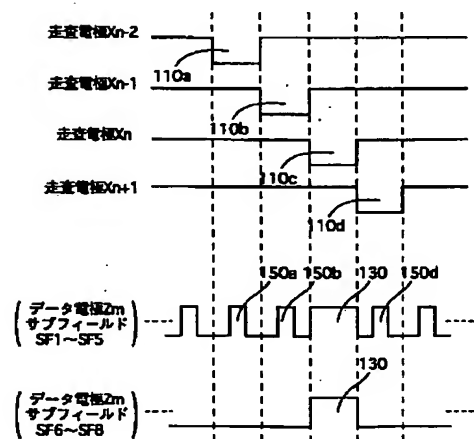 走査電極Xn-2
110a
走査電極Xn-1
110b
走査電極Xn
110c
走査電極Xn+1
110d
150a 150b 130 150d
データ電極Zm
サブフィールド
SF1～SF5
130
データ電極Zm
サブフィールド
SF6～SF8